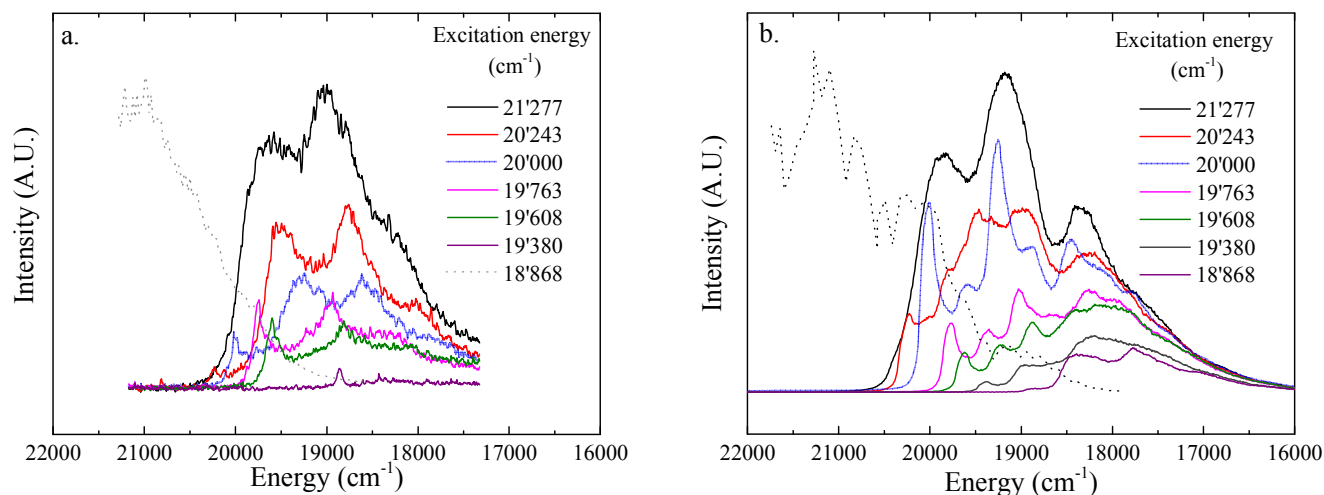 a.
Excitation energy
(cm-1)
21'277
20'243
20'000
19'763
19'608
19'380
18'868
Intensity (A.U.)
22000 21000 20000 19000 18000 17000 16000
Energy (cm-1)
b.
Excitation energy
(cm-1)
21'277
20'243
20'000
19'763
19'608
19'380
18'868
Intensity (A.U.)
22000 21000 20000 19000 18000 17000 16000
Energy (cm-1)